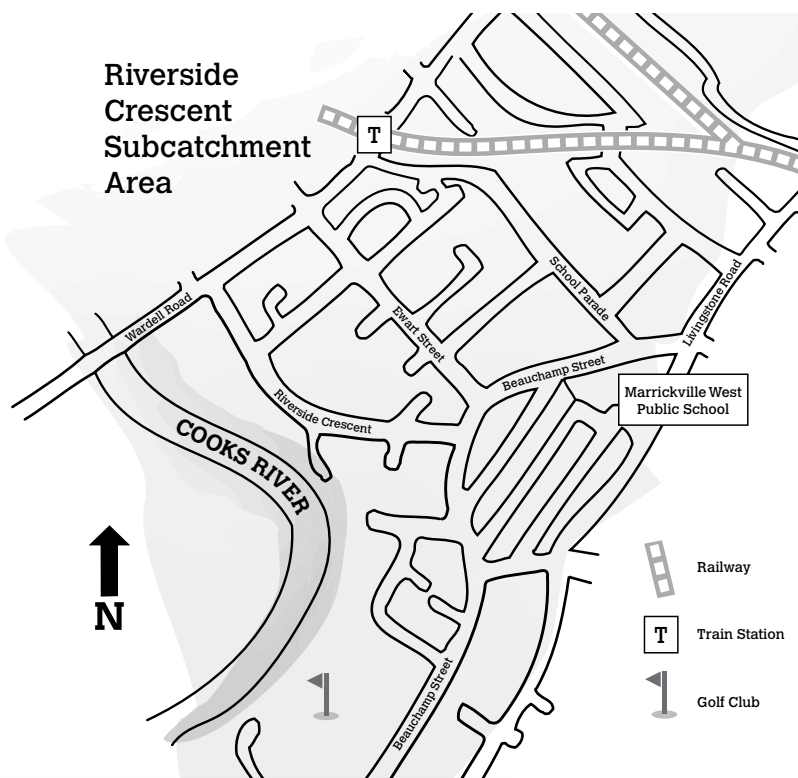 Riverside
Crescent
Subcatchment
Area
T
Wardell Road
School Parade
Livingstone Road
Ewart Street
Beauchamp Street
Marrickville West
Public School
Riverside Crescent
COOKS RIVER
N
Railway
T
Train Station
Golf Club
Beauchamp Street